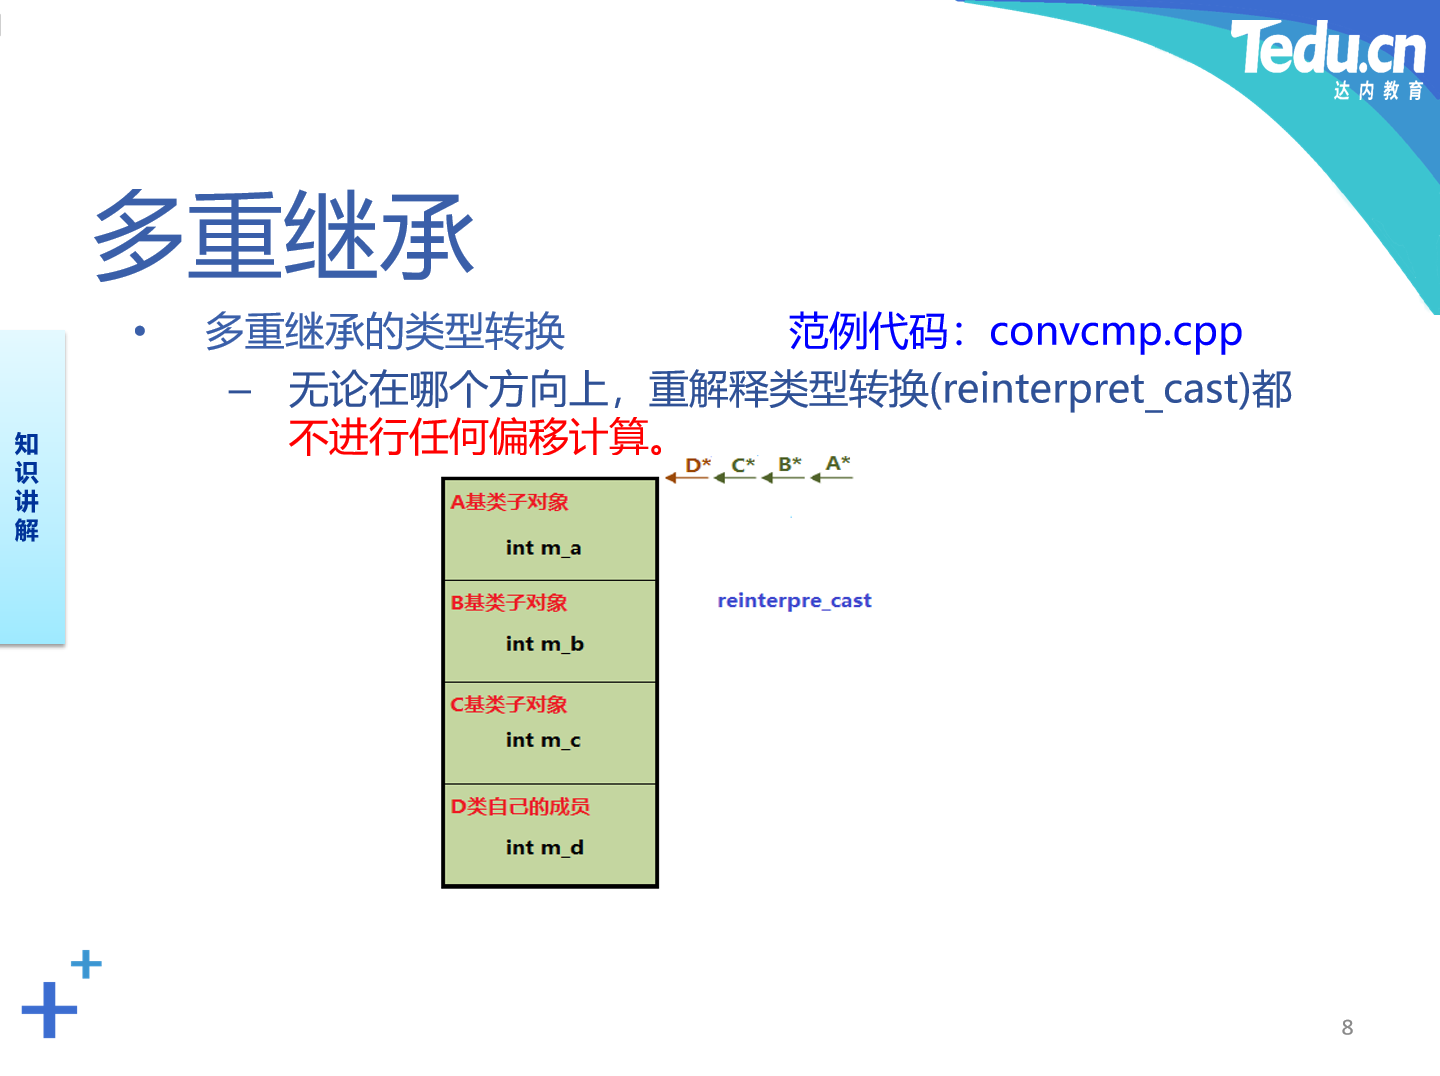 Tedu.cn
达内教育
多重继承
• 多重继承的类型转换 范例代码：convcmp.cpp
– 无论在哪个方向上，重解释类型转换(reinterpret_cast)都
不进行任何偏移计算。
知识讲解
D* C* B* A*
A基类子对象
int m_a
B基类子对象
reinterpre_cast
int m_b
C基类子对象
int m_c
D类自己的成员
int m_d
8